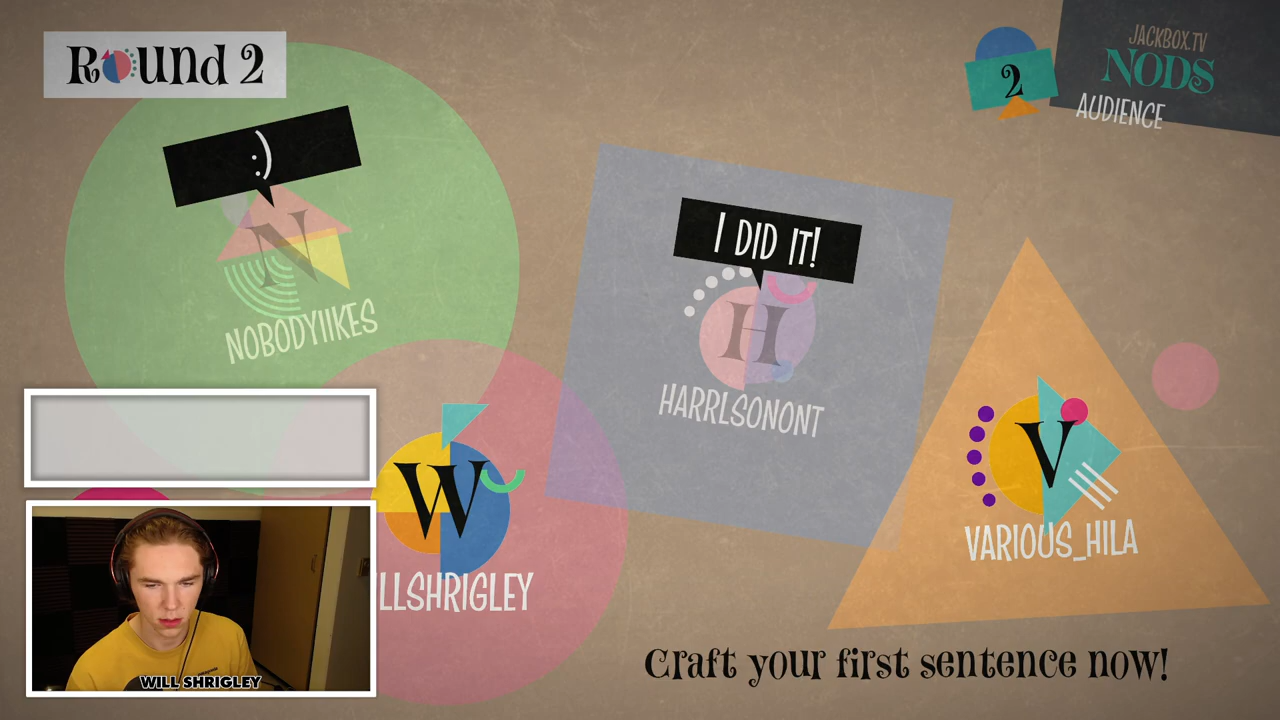 Round 2
JACKBOX.TV
NODS
AUDIENCE
2
:)
N
NOBODYIIKES
I DID IT!
H
HARRLSONONT
W
LLSHRIGLEY
V
VARIOUS_HILA
WILL SHRIGLEY
Craft your first sentence now!